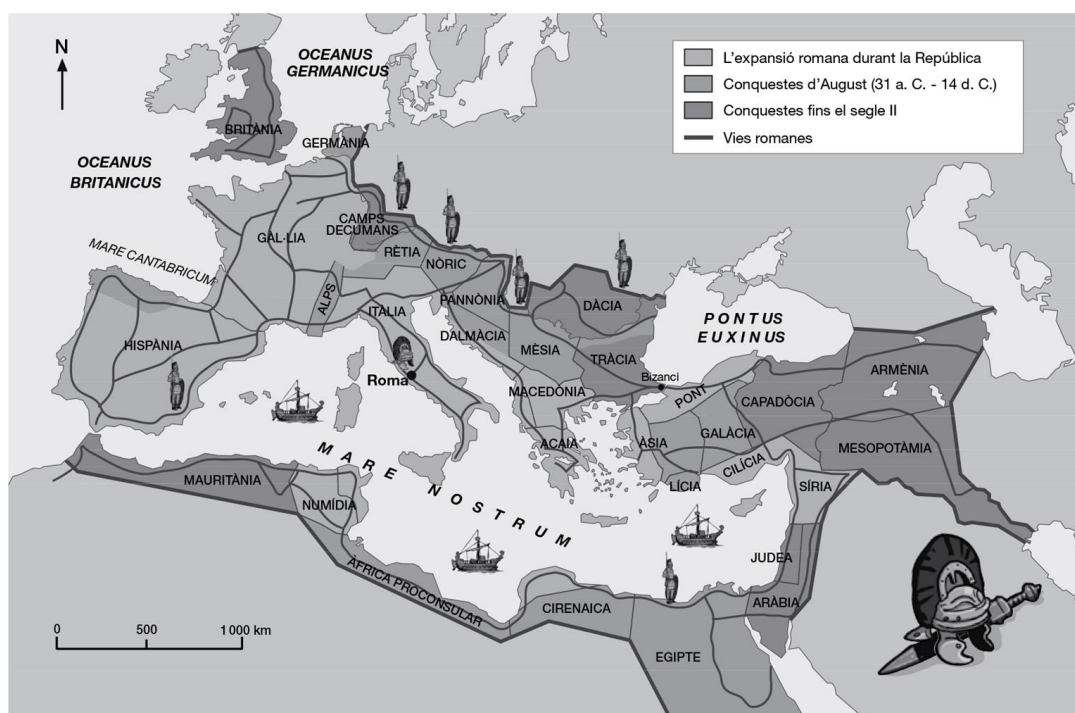 N
OCEANUS
GERMANICUS
L'expansió romana durant la República
Conquestes d'August (31 a. C. - 14 d. C.)
Conquestes fins el segle II
Vies romanes
BRITÀNIA
GERMÀNIA
OCEANUS
BRITANICUS
CAMPS
DECUMANS
GÀL·LIA
RÈTIA
NÒRIC
MARE CANTABRICUM
ALPS
PANNÒNIA
DÀCIA
ITÀLIA
PONTUS
EUXINUS
DALMÀCIA
HISPÀNIA
MÈSIA
TRÀCIA
ARMÈNIA
Roma
Bizanci
MACEDÒNIA
PONT
CAPADÒCIA
GALÀCIA
ACAIA
ÀSIA
MESOPOTÀMIA
CILÍCIA
MARE NOSTRUM
MAURITÀNIA
LÍCIA
SÍRIA
NUMÍDIA
JUDEA
ÀFRICA PROCONSULAR
CIRENAICA
ARÀBIA
0 500 1 000 km
EGIPTE